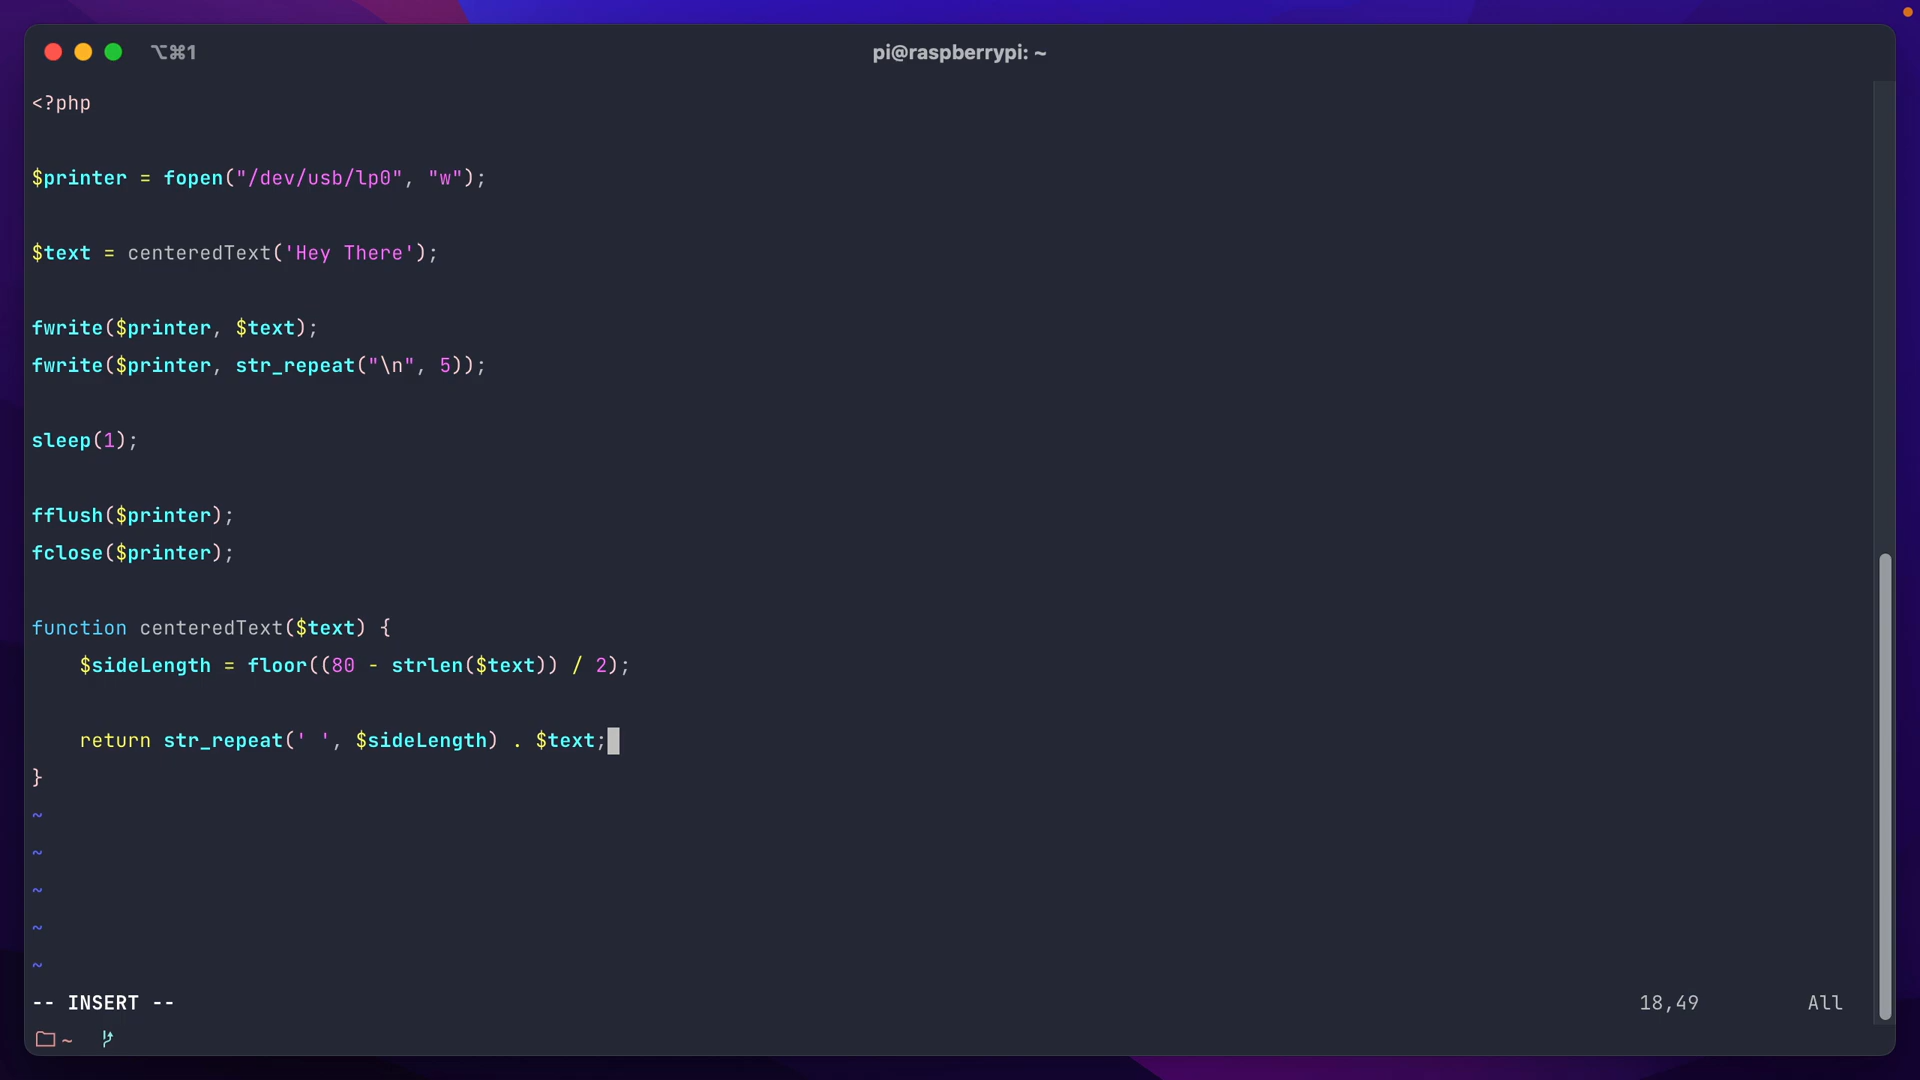 ⌥⌘1
pi@raspberrypi: ~
<?php
$printer = fopen("/dev/usb/lp0", "w");
$text = centeredText('Hey There');
fwrite($printer, $text);
fwrite($printer, str_repeat("\n", 5));
sleep(1);
fflush($printer);
fclose($printer);
function centeredText($text) {
    $sideLength = floor((80 - strlen($text)) / 2);
    return str_repeat(' ', $sideLength) . $text;
}
~
~
~
~
~
-- INSERT -- 18,49 All
~